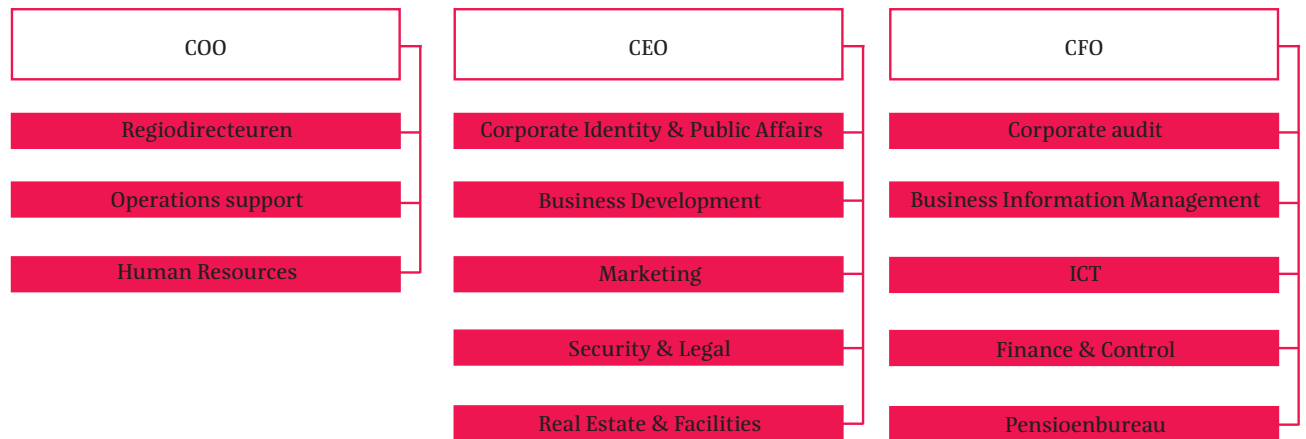 COO
Regiodirecteuren
Operations support
Human Resources
CEO
Corporate Identity & Public Affairs
Business Development
Marketing
Security & Legal
Real Estate & Facilities
CFO
Corporate audit
Business Information Management
ICT
Finance & Control
Pensioenbureau